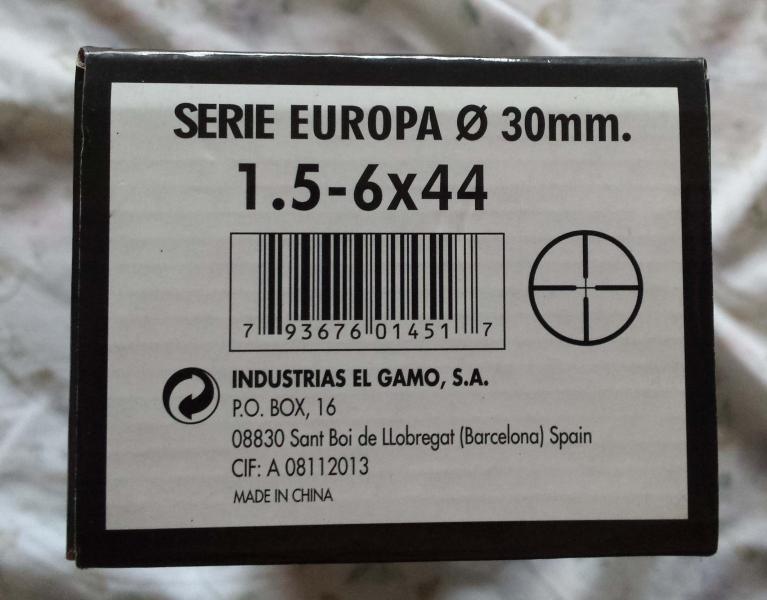 SERIE EUROPA Ø 30mm.
1.5-6x44
7 93676 01451 7
INDUSTRIAS EL GAMO, S.A.
P.O. BOX, 16
08830 Sant Boi de LLobregat (Barcelona) Spain
CIF: A 08112013
MADE IN CHINA